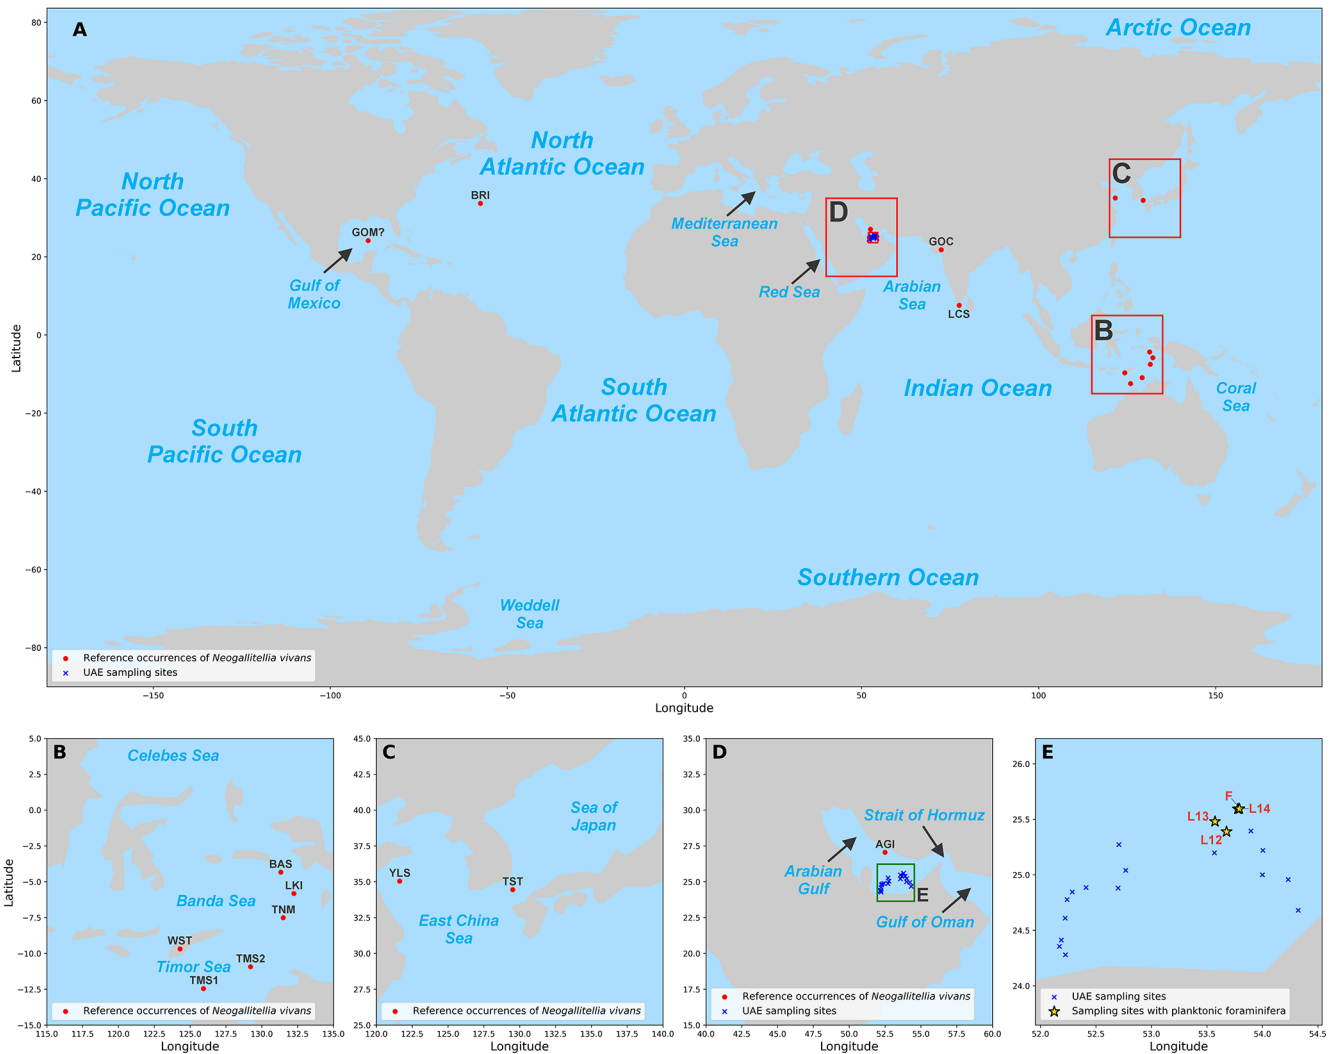 A
Arctic Ocean
North
Atlantic Ocean
North
Pacific Ocean
BRI
GOM?
Gulf of
Mexico
Mediterranean
Sea
Red Sea
D
GOC
Arabian
Sea
LCS
C
B
South
Atlantic Ocean
Indian Ocean
Coral
Sea
South
Pacific Ocean
Southern Ocean
Weddell
Sea
Reference occurrences of Neogallitellia vivans
UAE sampling sites
80
60
40
20
0
−20
−40
−60
−80
Latitude
−150
−100
−50
0
50
100
150
Longitude
B
Celebes Sea
BAS
LKI
Banda Sea
TNM
WST
Timor Sea
TMS2
TMS1
Reference occurrences of Neogallitellia vivans
5.0
2.5
0.0
−2.5
−5.0
−7.5
−10.0
−12.5
−15.0
Latitude
115.0
117.5
120.0
122.5
125.0
127.5
130.0
132.5
135.0
Longitude
C
Sea of
Japan
YLS
TST
East China
Sea
Reference occurrences of Neogallitellia vivans
45.0
42.5
40.0
37.5
35.0
32.5
30.0
27.5
25.0
120.0
122.5
125.0
127.5
130.0
132.5
135.0
137.5
140.0
Longitude
D
Strait of Hormuz
AGI
Arabian
Gulf
E
Gulf of Oman
Reference occurrences of Neogallitellia vivans
UAE sampling sites
35.0
32.5
30.0
27.5
25.0
22.5
20.0
17.5
15.0
40.0
42.5
45.0
47.5
50.0
52.5
55.0
57.5
60.0
Longitude
E
F
L14
L13
L12
UAE sampling sites
Sampling sites with planktonic foraminifera
26.0
25.5
25.0
24.5
24.0
52.0
52.5
53.0
53.5
54.0
54.5
Longitude